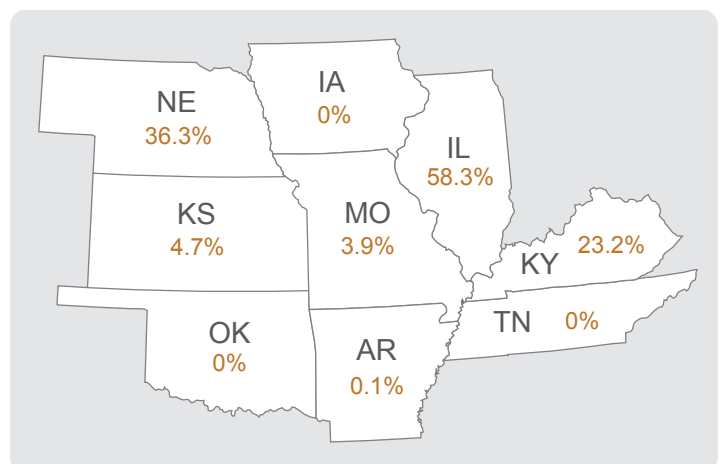 IA
0%
NE
36.3%
IL
58.3%
KS
4.7%
MO
3.9%
KY
23.2%
TN
0%
OK
0%
AR
0.1%